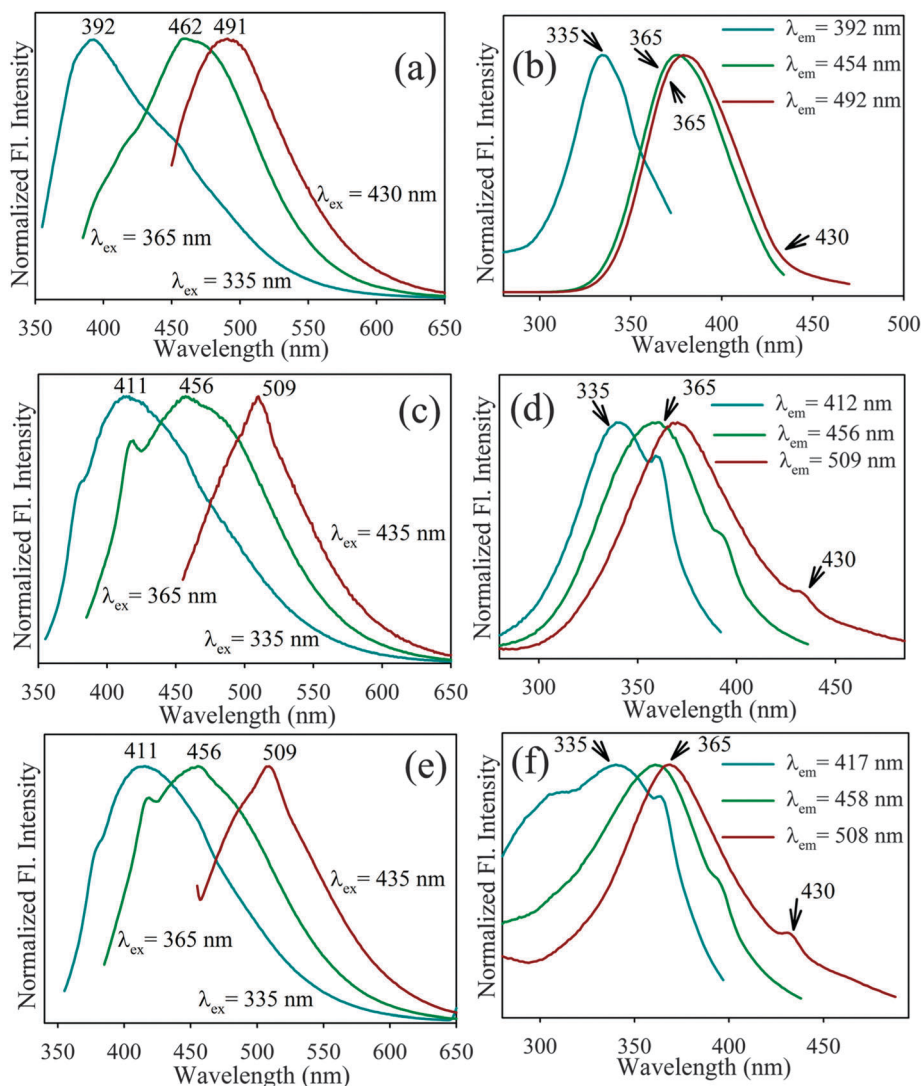 392 462 491
(a)
Normalized Fl. Intensity
λex = 430 nm
λex = 365 nm
λex = 335 nm
350 400 450 500 550 600 650
Wavelength (nm)
335
365
(b)
λem = 392 nm
λem = 454 nm
λem = 492 nm
365
430
Normalized Fl. Intensity
300 350 400 450 500
Wavelength (nm)
411 456 509
(c)
Normalized Fl. Intensity
λex= 435 nm
λex= 365 nm
λex= 335 nm
350 400 450 500 550 600 650
Wavelength (nm)
(d)
335 365
λem= 412 nm
λem= 456 nm
λem= 509 nm
430
Normalized Fl. Intensity
300 350 400 450
Wavelength (nm)
411 456 509
(e)
Normalized Fl. Intensity
λex= 435 nm
λex= 365 nm
λex= 335 nm
350 400 450 500 550 600 650
Wavelength (nm)
(f)
335 365
λem= 417 nm
λem= 458 nm
λem= 508 nm
430
Normalized Fl. Intensity
300 350 400 450
Wavelength (nm)